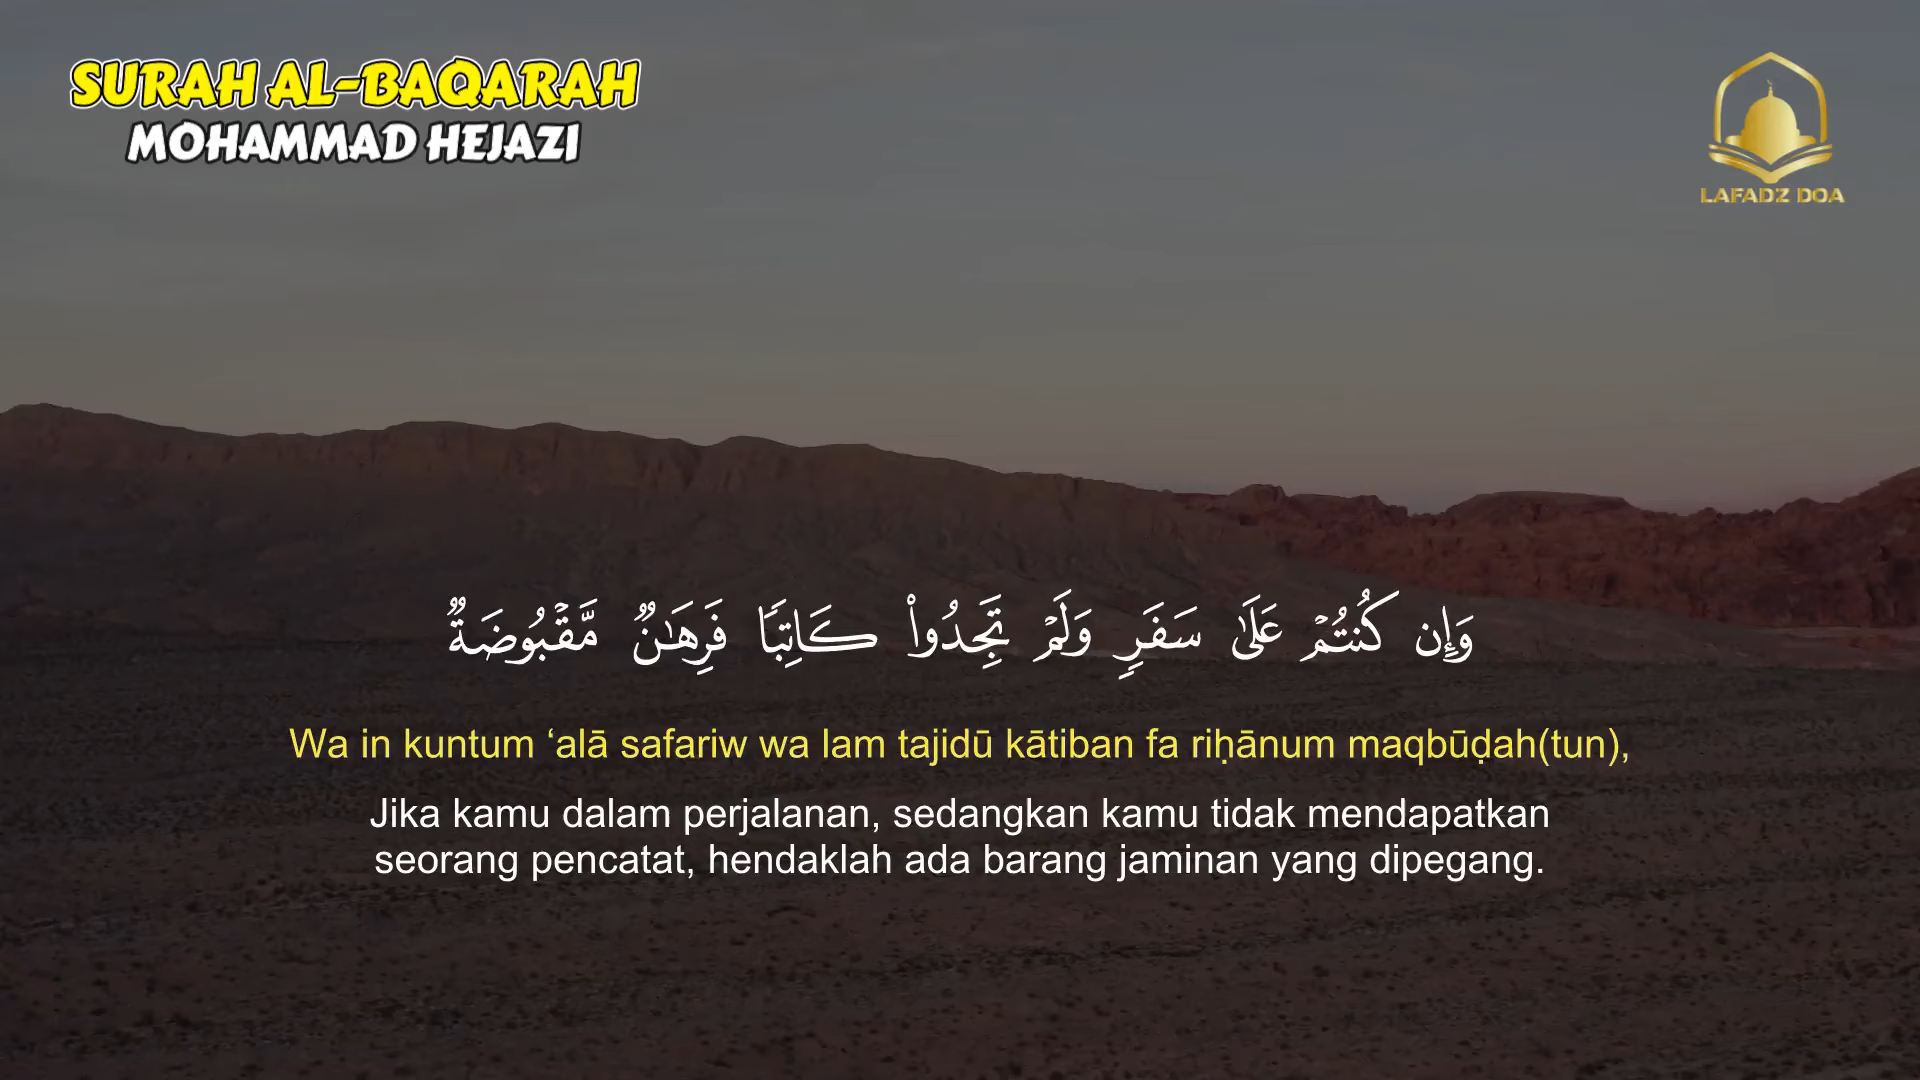 SURAH AL-BAQARAH
MOHAMMAD HEJAZI
LAFADZ DOA
وَإِن كُنتُمْ عَلَىٰ سَفَرٍ وَلَمْ تَجِدُوا۟ كَاتِبًا فَرِهَـٰنٌ مَّقْبُوضَةٌ
Wa in kuntum ‘alā safariw wa lam tajidū kātiban fa riḥānum maqbūḍah(tun),
Jika kamu dalam perjalanan, sedangkan kamu tidak mendapatkan
seorang pencatat, hendaklah ada barang jaminan yang dipegang.